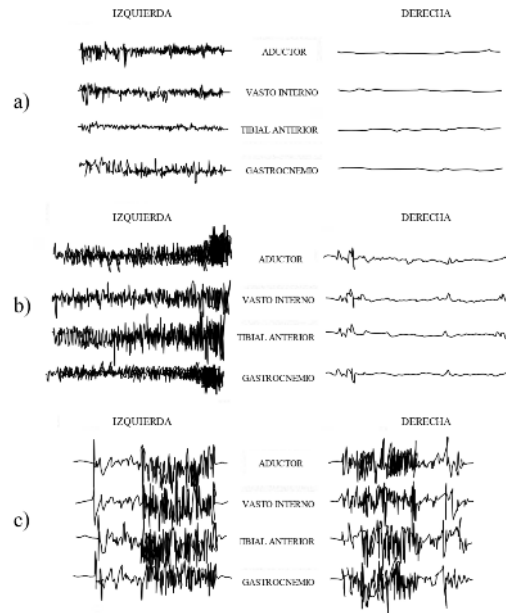 IZQUIERDA DERECHA
a)
ADUCTOR
VASTO INTERNO
TIBIAL ANTERIOR
GASTROCNEMIO
IZQUIERDA DERECHA
b)
ADUCTOR
VASTO INTERNO
TIBIAL ANTERIOR
GASTROCNEMIO
IZQUIERDA DERECHA
c)
ADUCTOR
VASTO INTERNO
TIBIAL ANTERIOR
GASTROCNEMIO